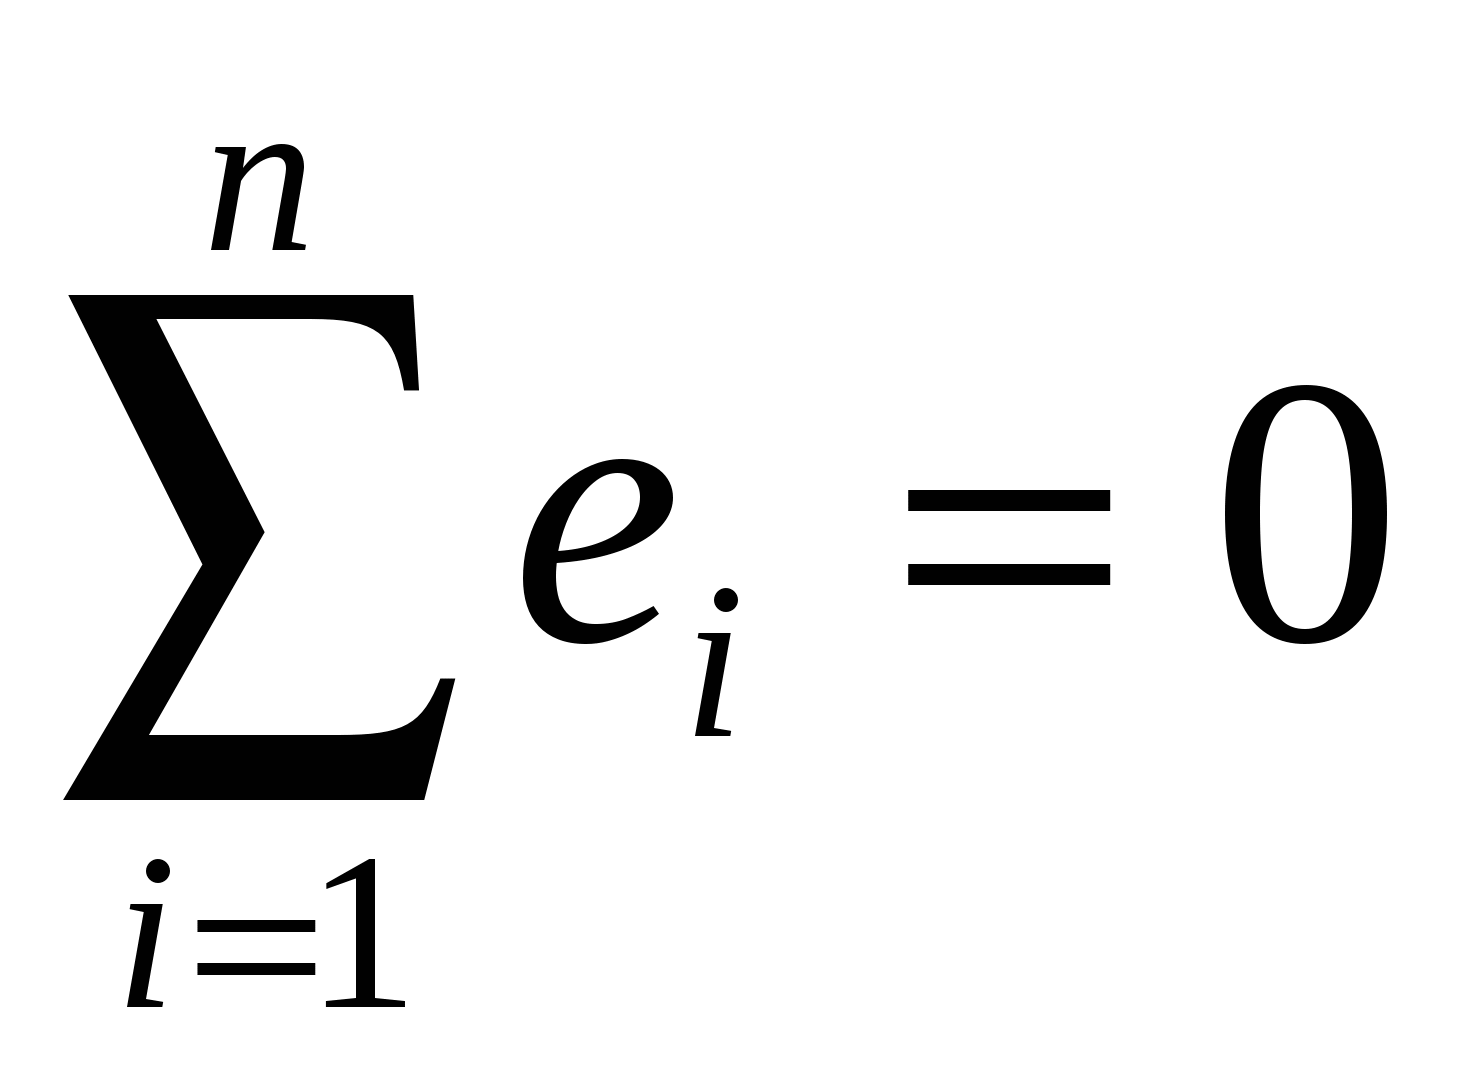 n
∑ e_i = 0
i=1